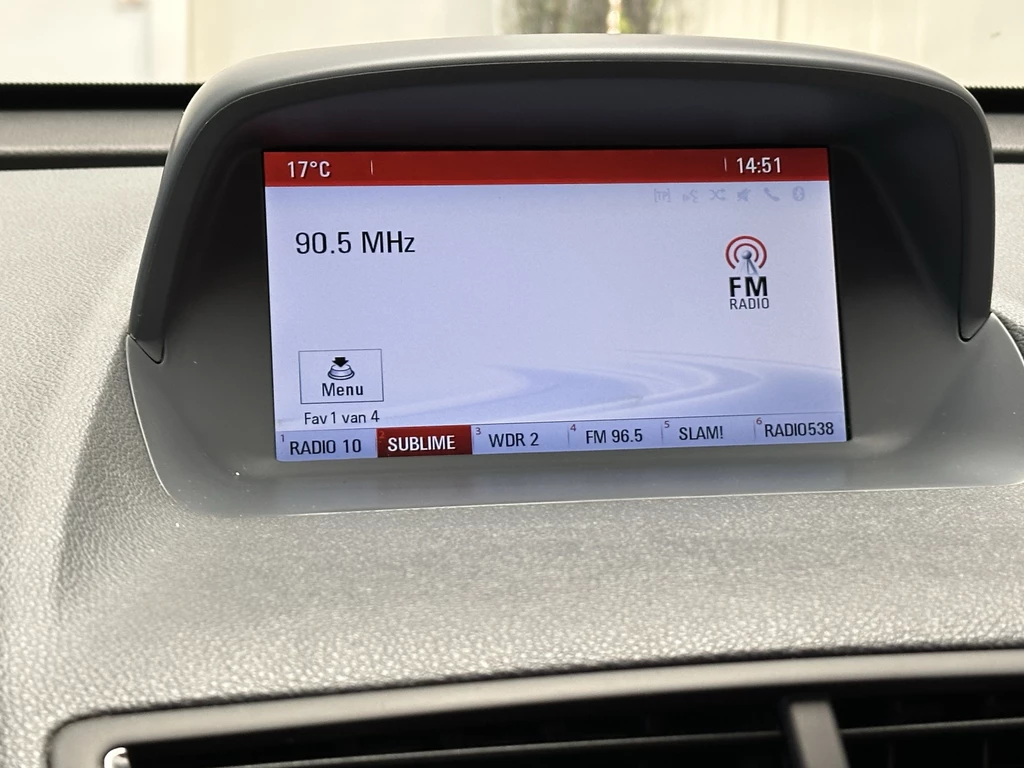 17°C 14:51
90.5 MHz
FM
RADIO
Menu
Fav 1 van 4
1 RADIO 10 2 SUBLIME 3 WDR 2 4 FM 96.5 5 SLAM! 6 RADIO538